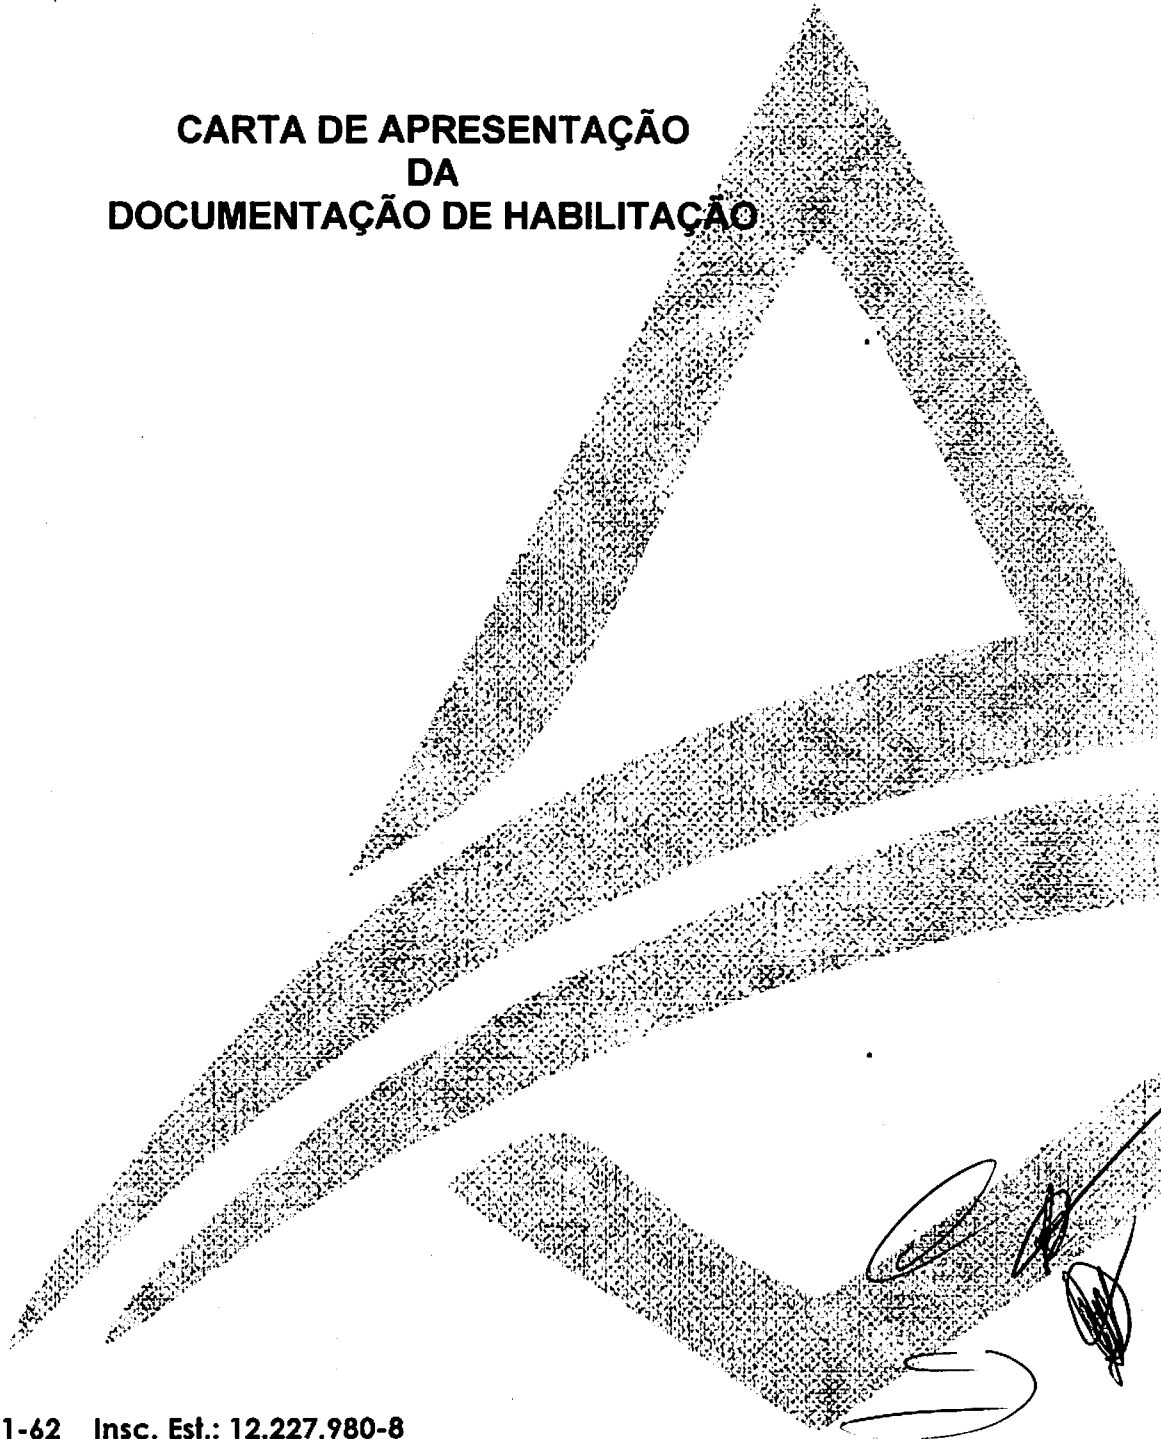 CARTA DE APRESENTAÇÃO
DA
DOCUMENTAÇÃO DE HABILITAÇÃO
1-62 Insc. Est.: 12.227.980-8